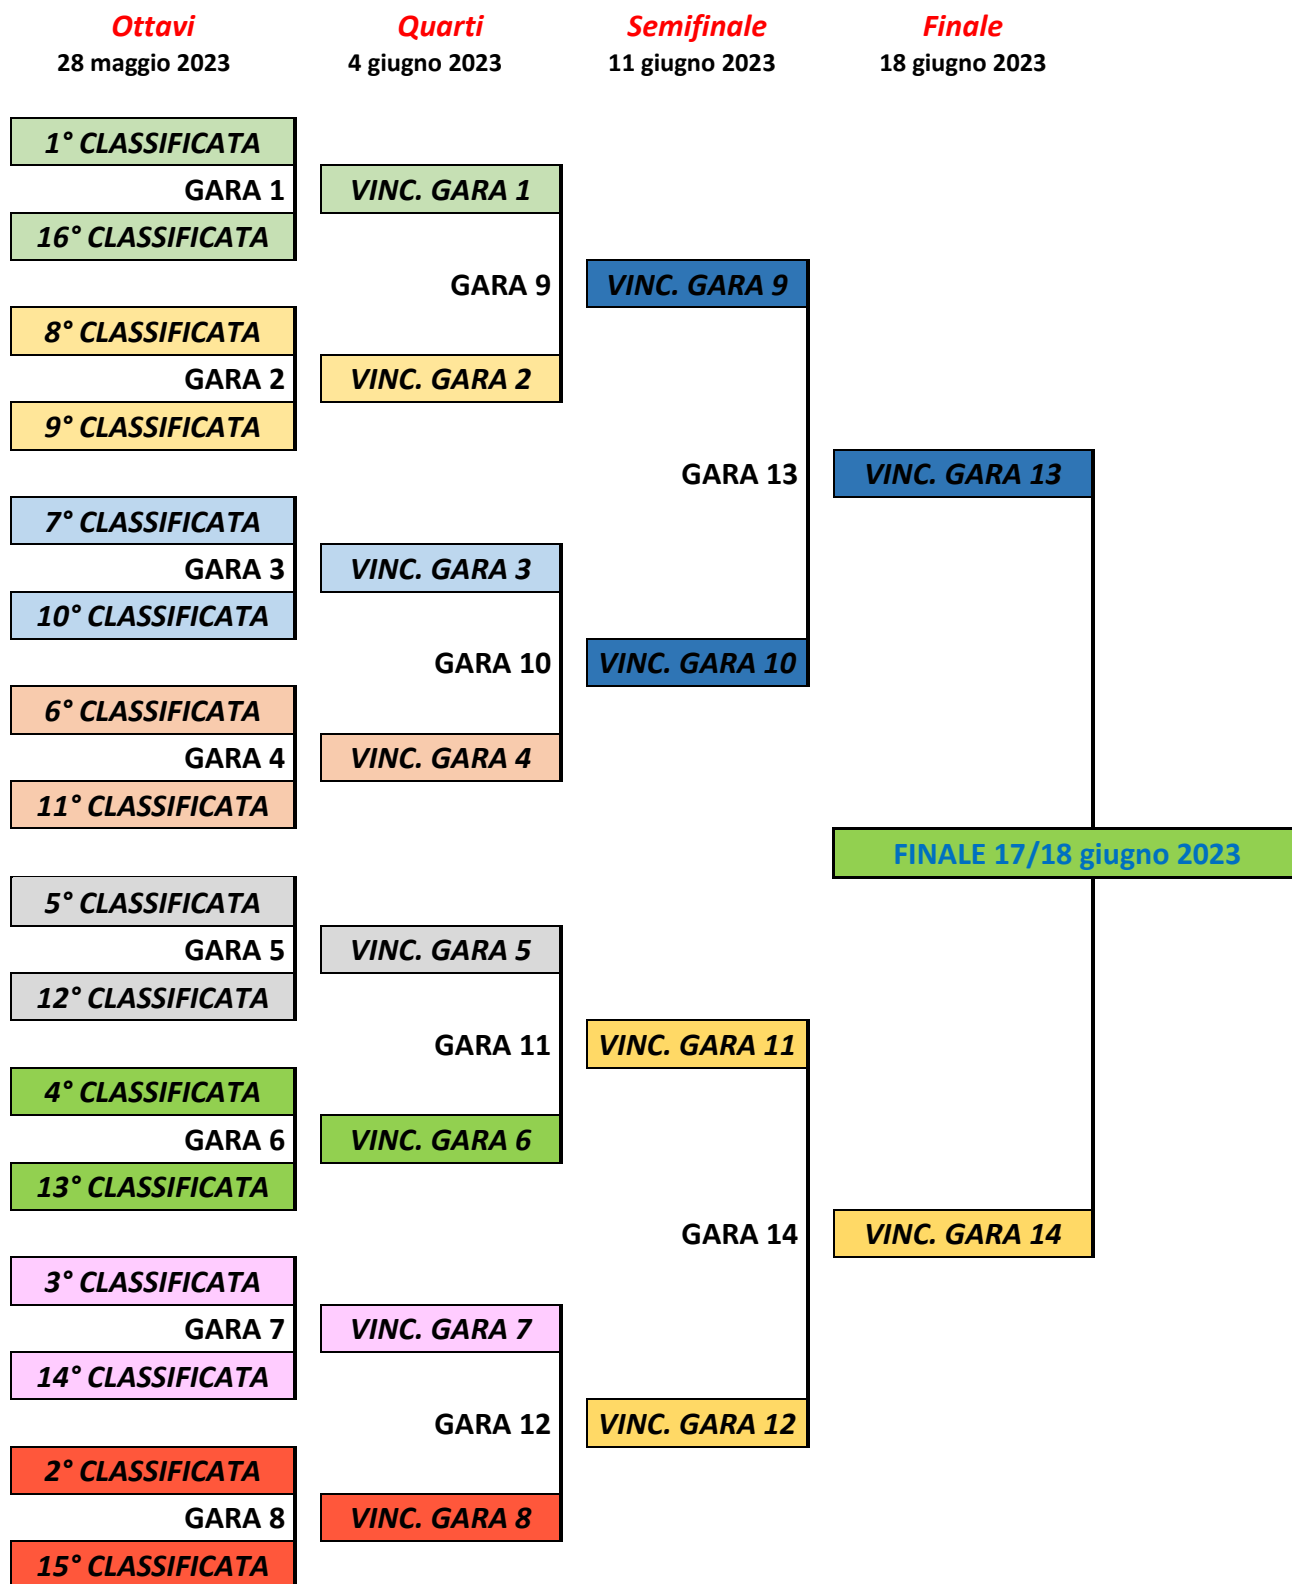 Ottavi Quarti Semifinale Finale
28 maggio 2023 4 giugno 2023 11 giugno 2023 18 giugno 2023
1° CLASSIFICATA
GARA 1 VINC. GARA 1
16° CLASSIFICATA
GARA 9 VINC. GARA 9
8° CLASSIFICATA
GARA 2 VINC. GARA 2
9° CLASSIFICATA
GARA 13 VINC. GARA 13
7° CLASSIFICATA
GARA 3 VINC. GARA 3
10° CLASSIFICATA
GARA 10 VINC. GARA 10
6° CLASSIFICATA
GARA 4 VINC. GARA 4
11° CLASSIFICATA
FINALE 17/18 giugno 2023
5° CLASSIFICATA
GARA 5 VINC. GARA 5
12° CLASSIFICATA
GARA 11 VINC. GARA 11
4° CLASSIFICATA
GARA 6 VINC. GARA 6
13° CLASSIFICATA
GARA 14 VINC. GARA 14
3° CLASSIFICATA
GARA 7 VINC. GARA 7
14° CLASSIFICATA
GARA 12 VINC. GARA 12
2° CLASSIFICATA
GARA 8 VINC. GARA 8
15° CLASSIFICATA